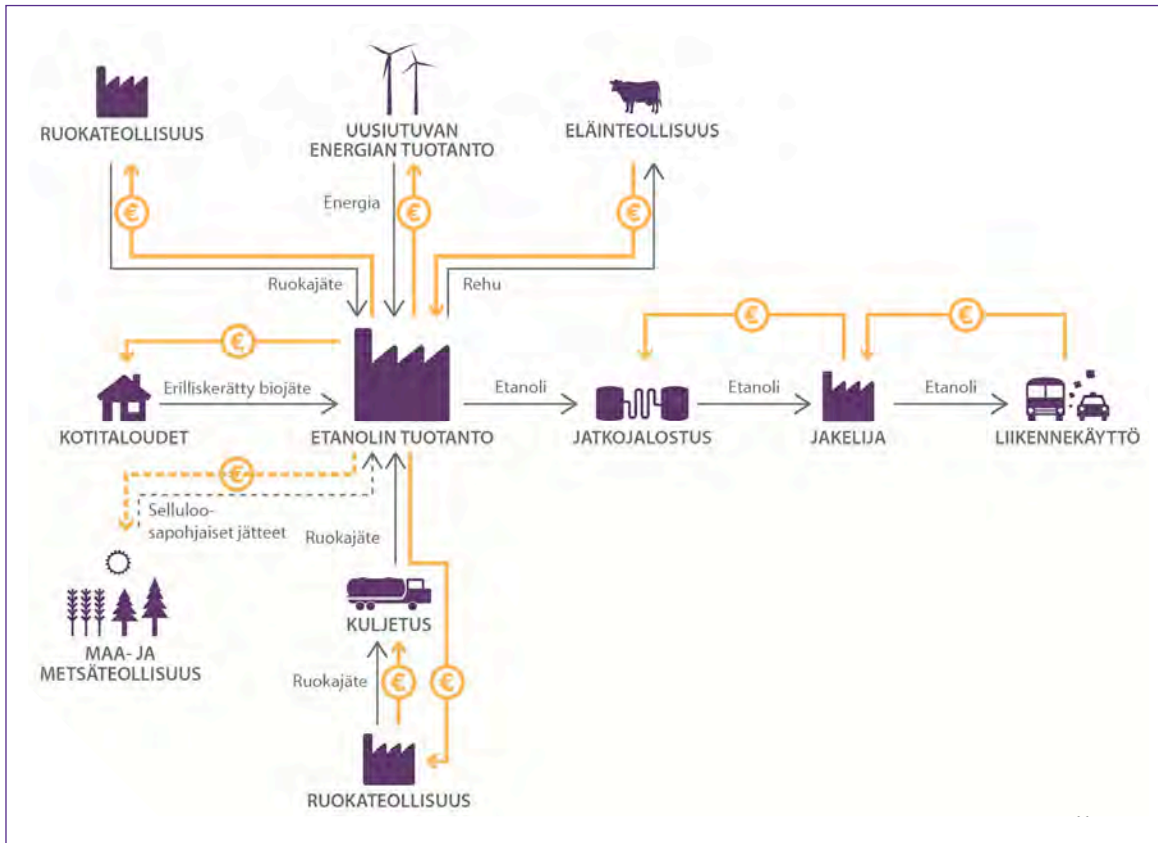 RUOKATEOLLISUUS
UUSIUTUVAN
ENERGIAN TUOTANTO
ELÄINTEOLLISUUS
€
Energia
€
€
Ruokajäte
Rehu
€
€
€
Erilliskerätty biojäte
Etanoli
Etanoli
Etanoli
KOTITALOUDET
ETANOLIN TUOTANTO
JATKOJALOSTUS
JAKELIJA
LIIKENNEKÄYTTÖ
€
Selluloo-
sapohjaiset jätteet
Ruokajäte
KULJETUS
MAA- JA
METSÄTEOLLISUUS
Ruokajäte
€
€
RUOKATEOLLISUUS